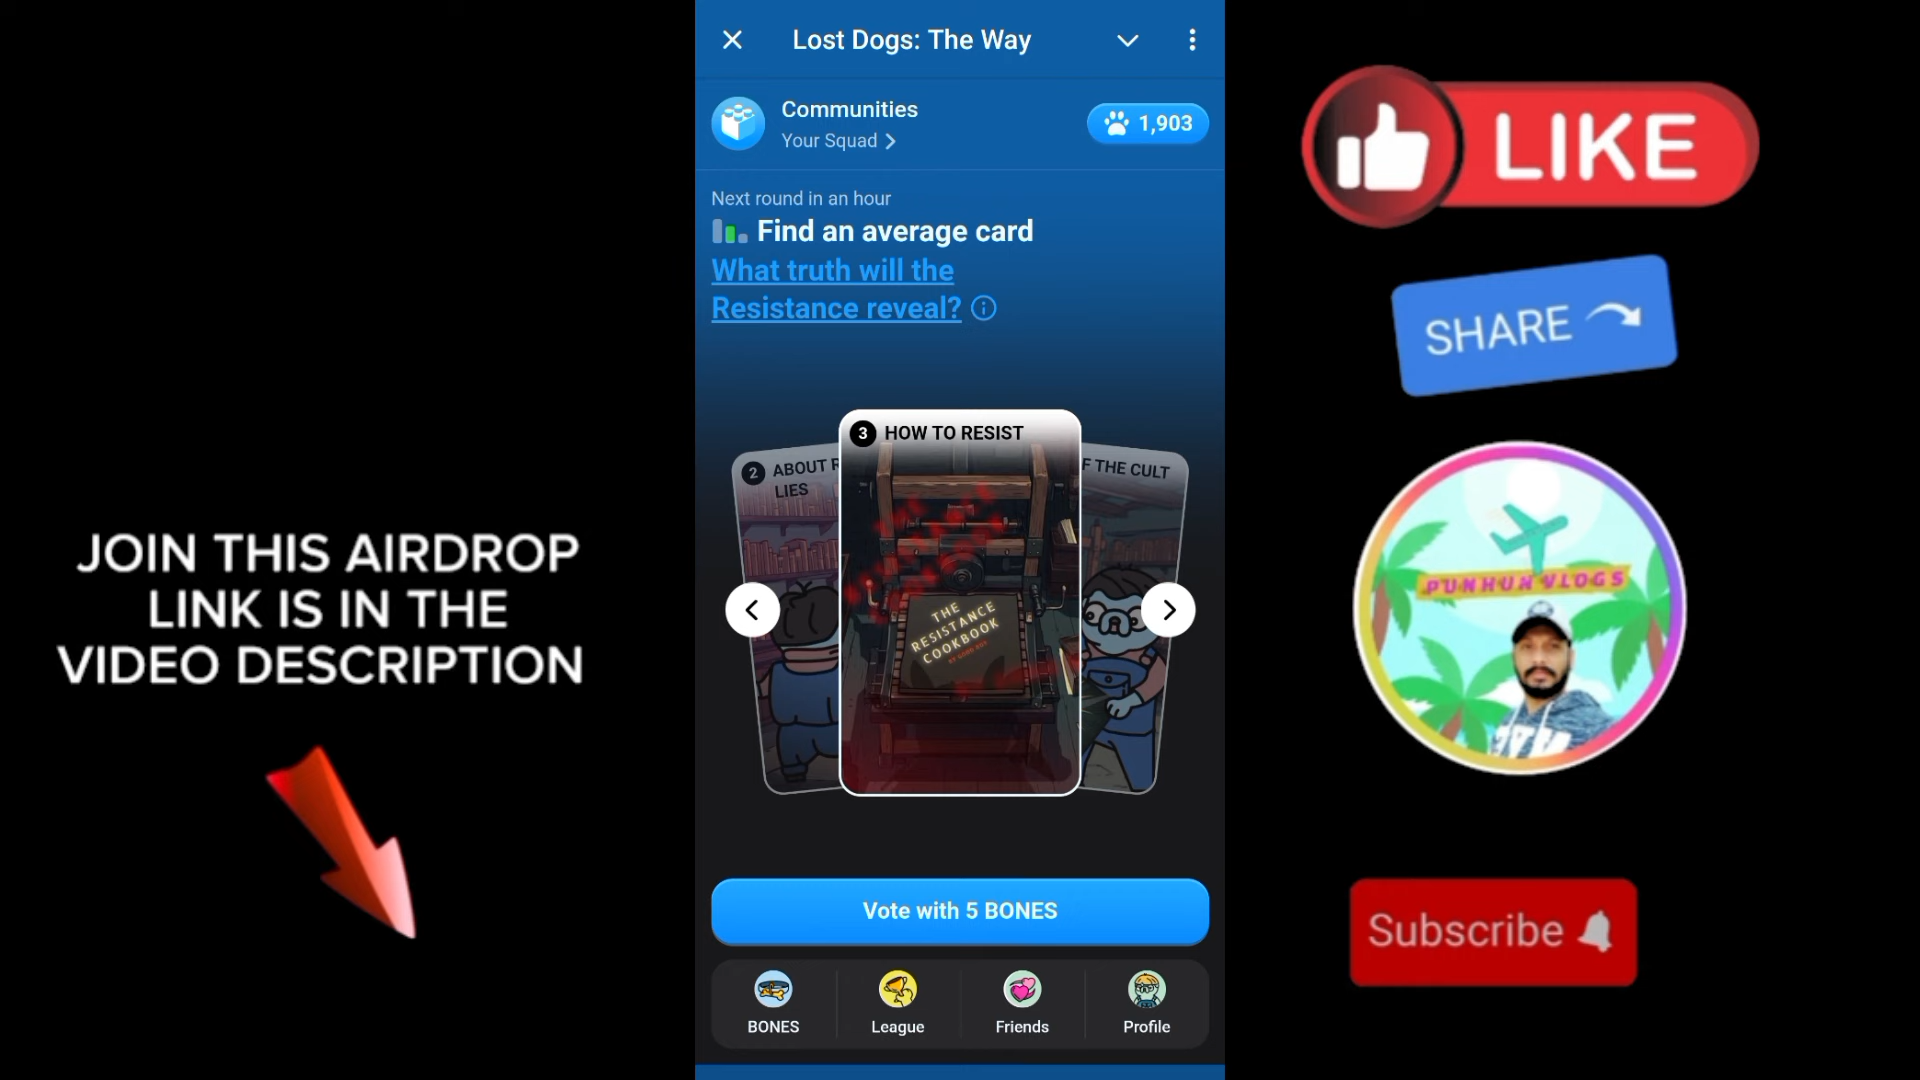 Lost Dogs: The Way
Communities
Your Squad
1,903
Next round in an hour
Find an average card
What truth will the
Resistance reveal?
2 ABOUT R
LIES
3 HOW TO RESIST
F THE CULT
THE
RESISTANCE
COOKBOOK
Vote with 5 BONES
BONES
League
Friends
Profile
JOIN THIS AIRDROP
LINK IS IN THE
VIDEO DESCRIPTION
LIKE
SHARE
PUNHUN VLOGS
Subscribe